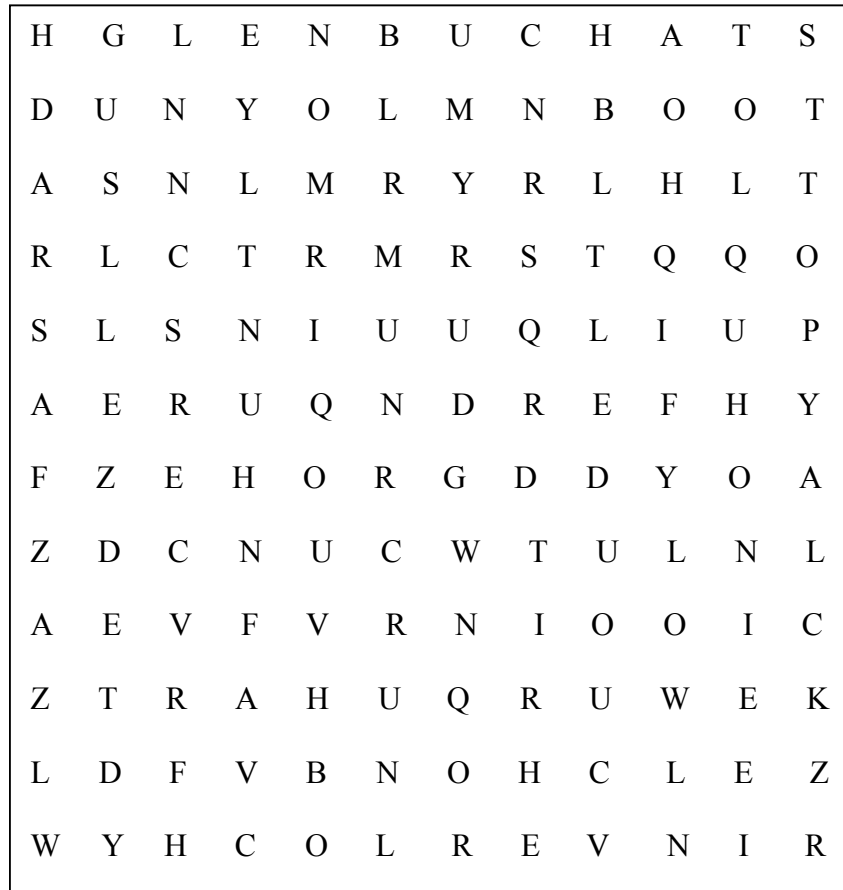 H G L E N B U C H A T S
D U N Y O L M N B O O T
A S N L M R Y R L H L T
R L C T R M R S T Q Q O
S L S N I U U Q L I U P
A E R U Q N D R E F H Y
F Z E H O R G D D Y O A
Z D C N U C W T U L N L
A E V F V R N I O O I C
Z T R A H U Q R U W E K
L D F V B N O H C L E Z
W Y H C O L R E V N I R